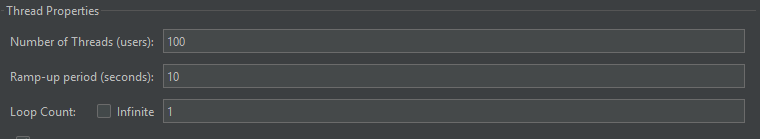 Thread Properties
Number of Threads (users): 100
Ramp-up period (seconds): 10
Loop Count: Infinite 1